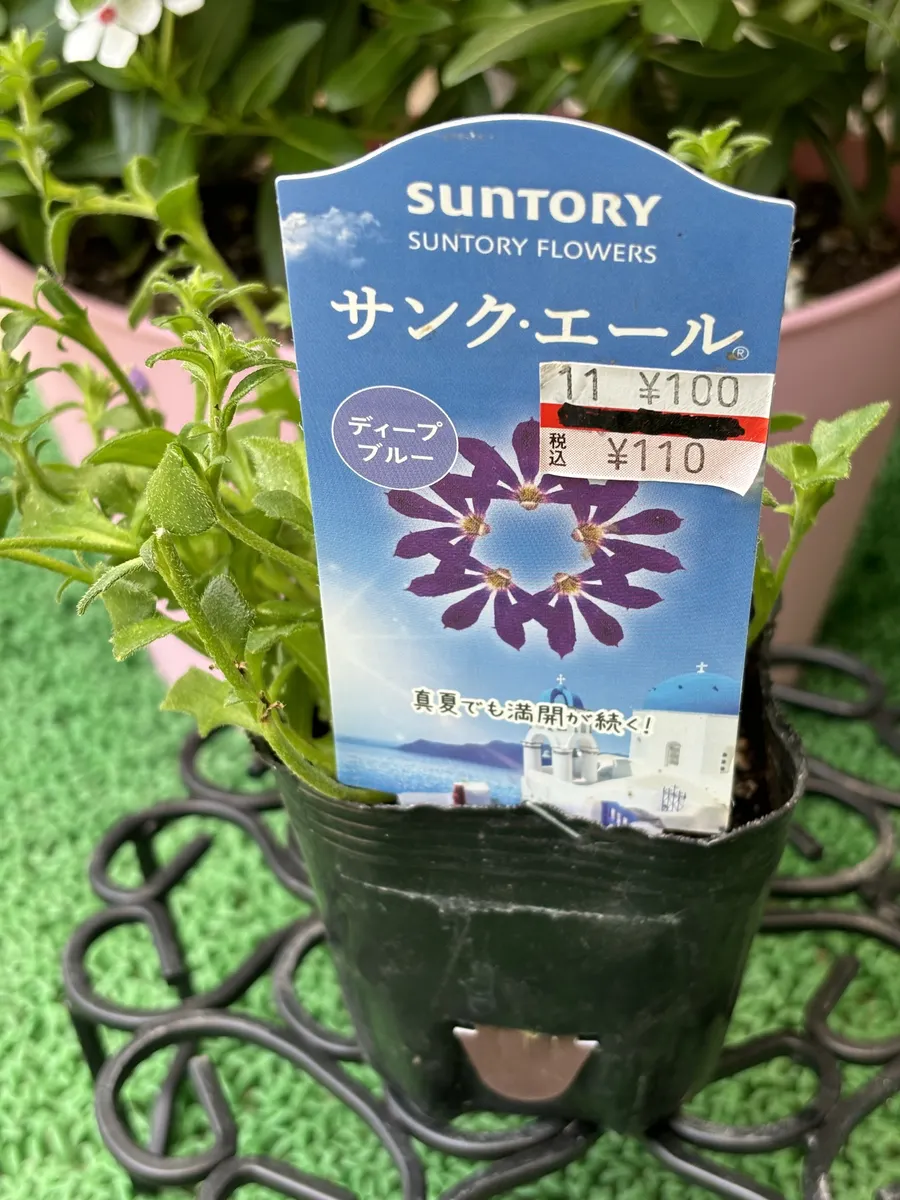 SUNTORY
SUNTORY FLOWERS
サンク・エール®
11 ¥100
税込 ¥110
ディープ
ブルー
真夏でも満開が続く!